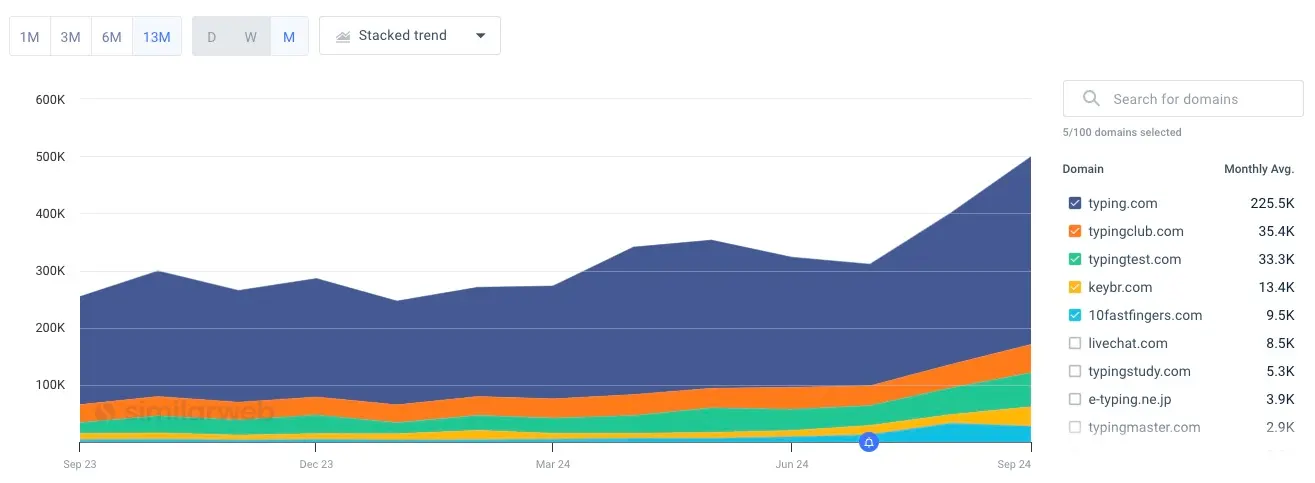 1M 3M 6M 13M D W M Stacked trend
600K
500K
400K
300K
200K
100K
similarweb
Sep 23 Dec 23 Mar 24 Jun 24 Sep 24
Search for domains
5/100 domains selected
Domain Monthly Avg.
typing.com 225.5K
typingclub.com 35.4K
typingtest.com 33.3K
keybr.com 13.4K
10fastfingers.com 9.5K
livechat.com 8.5K
typingstudy.com 5.3K
e-typing.ne.jp 3.9K
typingmaster.com 2.9K